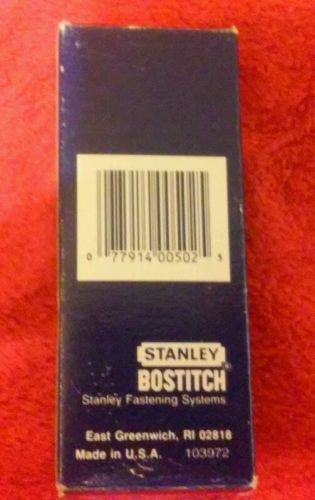 0 77914 00502 5
STANLEY
BOSTITCH®
Stanley Fastening Systems
East Greenwich, RI 02818
Made in U.S.A. 103972